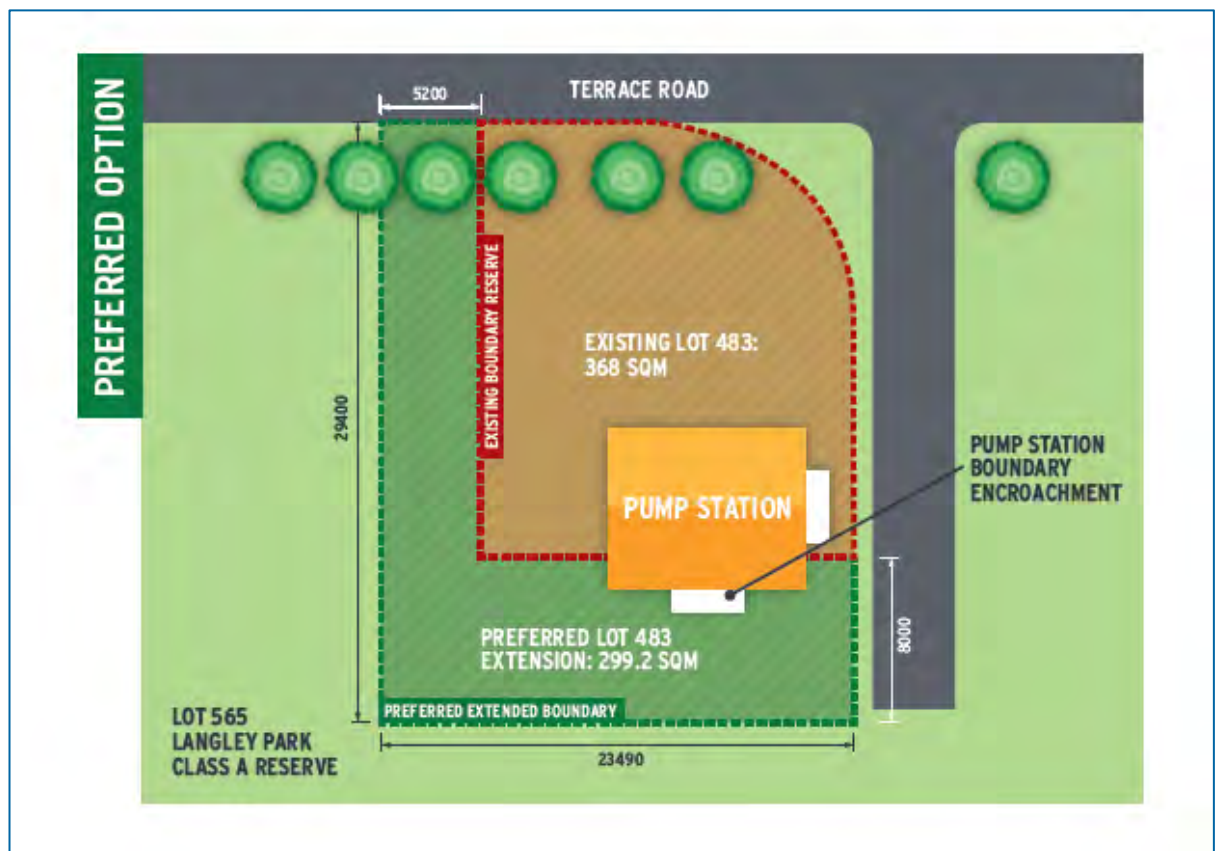 PREFERRED OPTION
5200
TERRACE ROAD
29400
EXISTING BOUNDARY RESERVE
EXISTING LOT 483:
368 SQM
PUMP STATION
PUMP STATION
BOUNDARY
ENCROACHMENT
8000
PREFERRED LOT 483
EXTENSION: 299.2 SQM
PREFERRED EXTENDED BOUNDARY
23490
LOT 565
LANGLEY PARK
CLASS A RESERVE